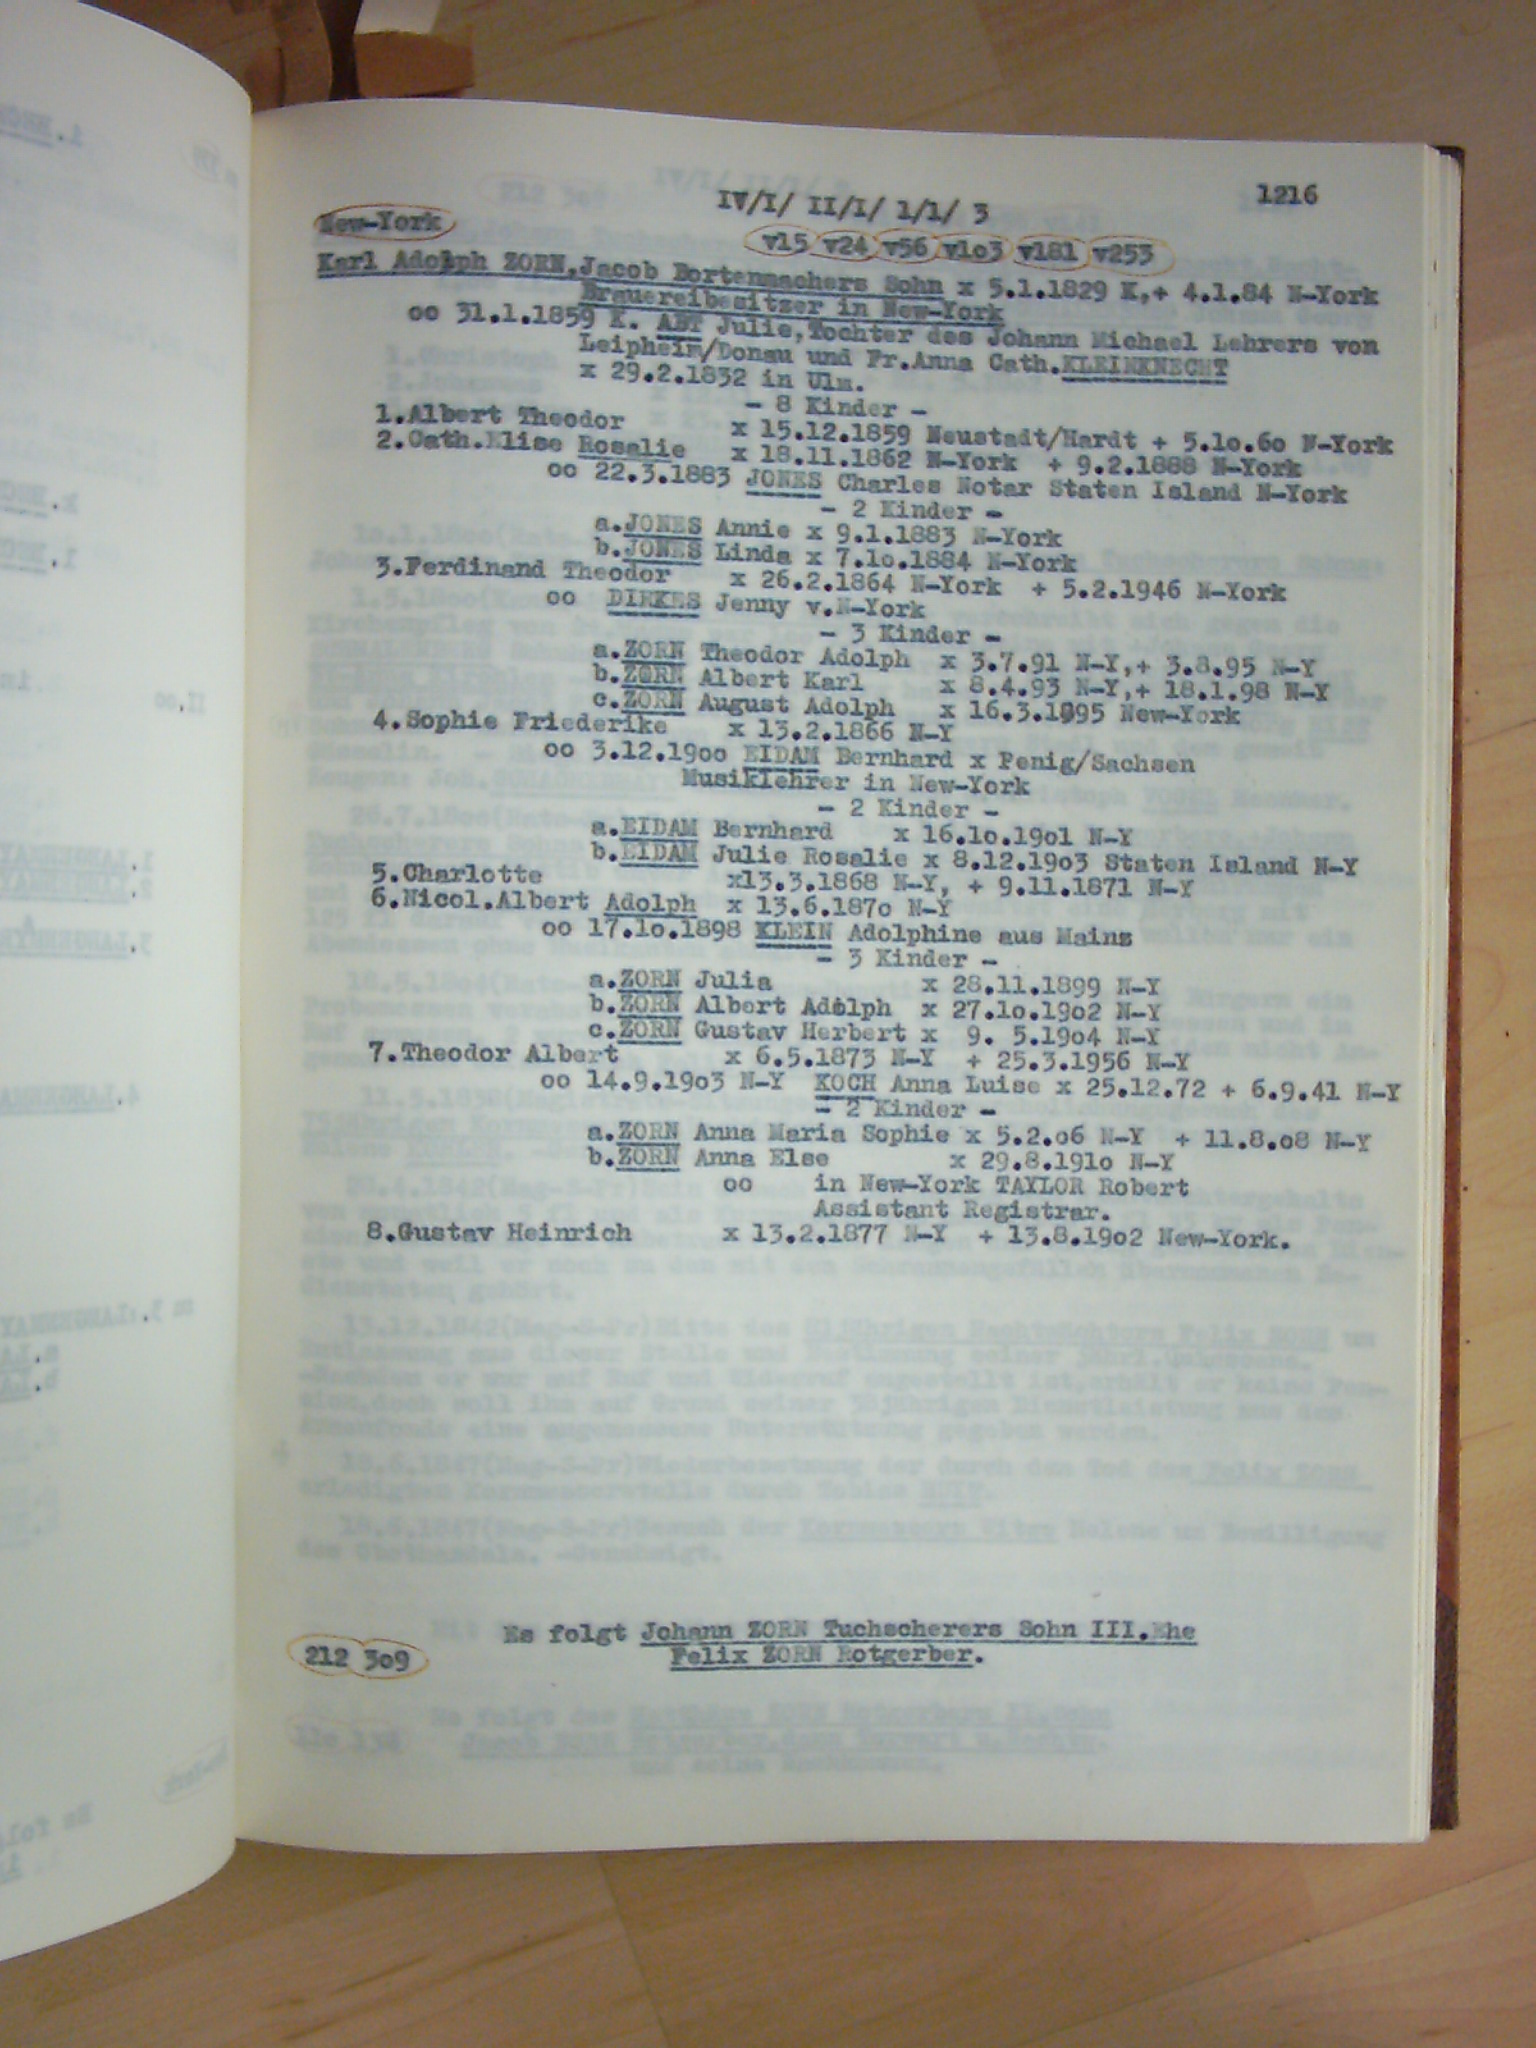 IV/I/ II/I/ 1/1/ 3
1216
New-York
v15 v24 v56 v1o3 v181 v253
Karl Adolph ZORN,Jacob Bortenmachers Sohn x 5.1.1829 K,+ 4.1.84 N-York
Brauereibesitzer in New-York
oo 31.1.1859 K. ABT Julie,Tochter des Johann Michael Lehrers von
Leipheim/Donau und Fr.Anna Cath.KLEINKNECHT
x 29.2.1832 in Ulm.
- 8 Kinder -
1.Albert Theodor x 15.12.1859 Neustadt/Hardt + 5.1o.6o N-York
2.Cath.Elise Rosalie x 18.11.1862 N-York + 9.2.1888 N-York
oo 22.3.1883 JONES Charles Notar Staten Island N-York
- 2 Kinder -
a.JONES Annie x 9.1.1883 N-York
b.JONES Linda x 7.1o.1884 N-York
3.Ferdinand Theodor x 26.2.1864 N-York + 5.2.1946 N-York
oo DIRKES Jenny v.N-York
- 3 Kinder -
a.ZORN Theodor Adolph x 3.7.91 N-Y,+ 3.8.95 N-Y
b.ZORN Albert Karl x 8.4.93 N-Y,+ 18.1.98 N-Y
c.ZORN August Adolph x 16.3.1895 New-York
4.Sophie Friederike x 13.2.1866 N-Y
oo 3.12.19oo EIDAM Bernhard x Penig/Sachsen
Musiklehrer in New-York
- 2 Kinder -
a.EIDAM Bernhard x 16.1o.19o1 N-Y
b.EIDAM Julie Rosalie x 8.12.19o3 Staten Island N-Y
5.Charlotte x13.3.1868 N-Y, + 9.11.1871 N-Y
6.Nicol.Albert Adolph x 13.6.187o N-Y
oo 17.1o.1898 KLEIN Adolphine aus Mainz
- 3 Kinder -
a.ZORN Julia x 28.11.1899 N-Y
b.ZORN Albert Adolph x 27.1o.19o2 N-Y
c.ZORN Gustav Herbert x 9. 5.19o4 N-Y
7.Theodor Albert x 6.5.1873 N-Y + 25.3.1956 N-Y
oo 14.9.19o3 N-Y KOCH Anna Luise x 25.12.72 + 6.9.41 N-Y
- 2 Kinder -
a.ZORN Anna Maria Sophie x 5.2.o6 N-Y + 11.8.o8 N-Y
b.ZORN Anna Else x 29.8.191o N-Y
oo in New-York TAYLOR Robert
Assistant Registrar.
8.Gustav Heinrich x 13.2.1877 N-Y + 13.8.19o2 New-York.
Es folgt Johann ZORN Tuchscherers Sohn III.Ehe
Felix ZORN Rotgerber.
212 3o9